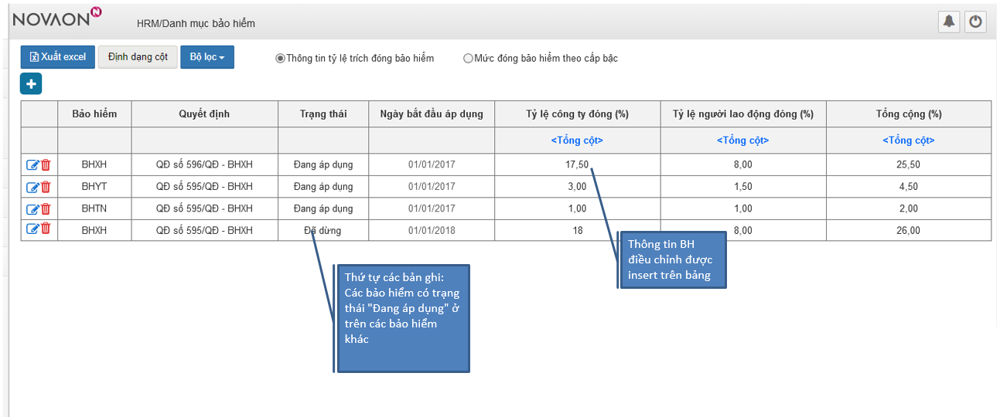 NOVAON
N
HRM/Danh mục bảo hiểm
Xuất excel Định dạng cột Bộ lọc Thông tin tỷ lệ trích đóng bảo hiểm Mức đóng bảo hiểm theo cấp bậc
Bảo hiểm Quyết định Trạng thái Ngày bắt đầu áp dụng Tỷ lệ công ty đóng (%) Tỷ lệ người lao động đóng (%) Tổng cộng (%)
<Tổng cột> <Tổng cột> <Tổng cột>
BHXH QĐ số 596/QĐ - BHXH Đang áp dụng 01/01/2017 17,50 8,00 25,50
BHYT QĐ số 595/QĐ - BHXH Đang áp dụng 01/01/2017 3,00 1,50 4,50
BHTN QĐ số 595/QĐ - BHXH Đang áp dụng 01/01/2017 1,00 1,00 2,00
BHXH QĐ số 595/QĐ - BHXH Đã dừng 01/01/2018 18 8,00 26,00
Thông tin BH
điều chỉnh được
insert trên bảng
Thứ tự các bản ghi:
Các bảo hiểm có trạng
thái "Đang áp dụng" ở
trên các bảo hiểm
khác